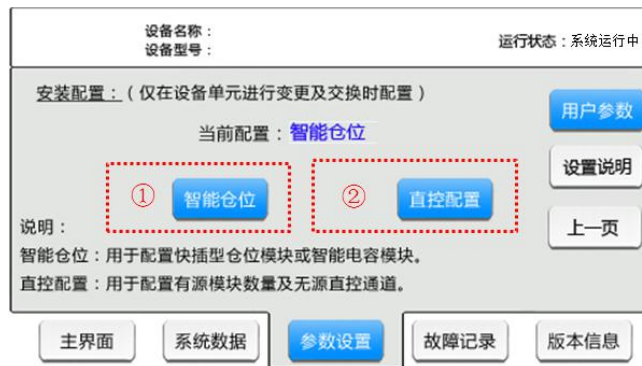 设备名称：
设备型号：
运行状态：系统运行中
安装配置：（仅在设备单元进行变更及交换时配置）
用户参数
当前配置：智能仓位
设置说明
① 智能仓位
② 直控配置
上一页
说明：
智能仓位：用于配置快插型仓位模块或智能电容模块。
直控配置：用于配置有源模块数量及无源直控通道。
主界面
系统数据
参数设置
故障记录
版本信息